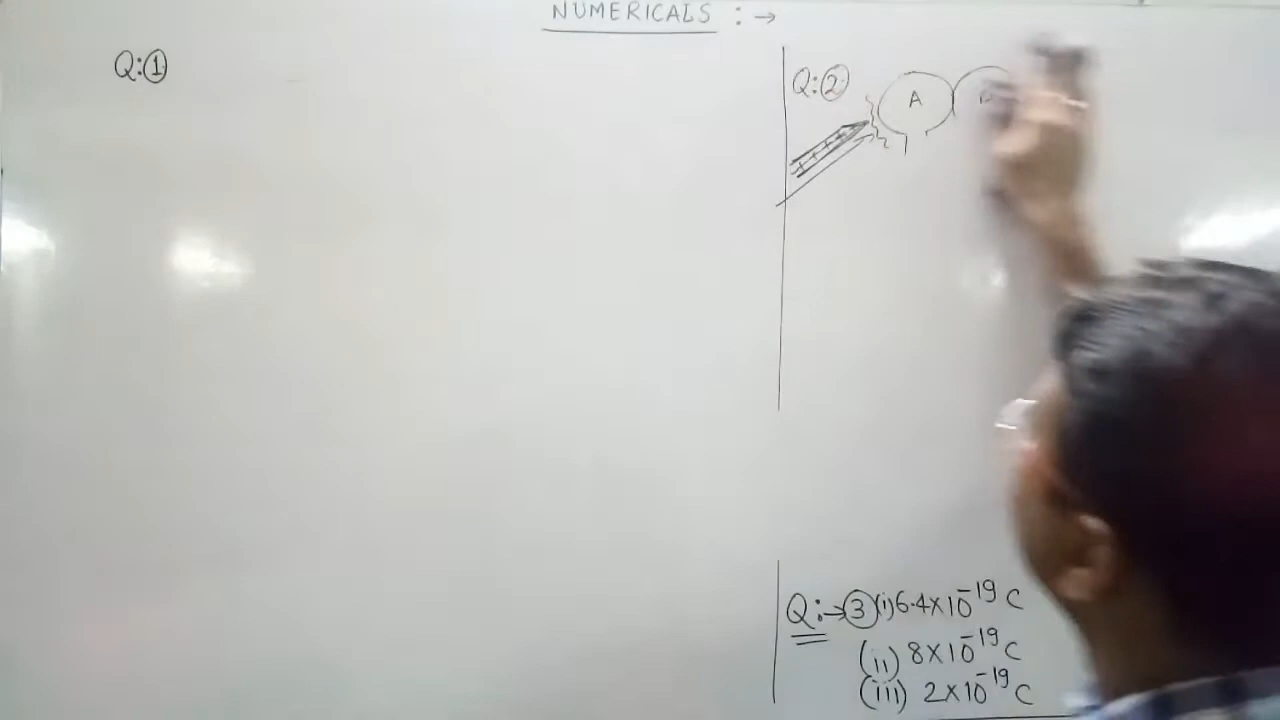 NUMERICALS : →
Q:①
Q:②
A
Q:→③(i)6.4×10⁻¹⁹ C
(ii) 8×10⁻¹⁹ C
(iii) 2×10⁻¹⁹ C